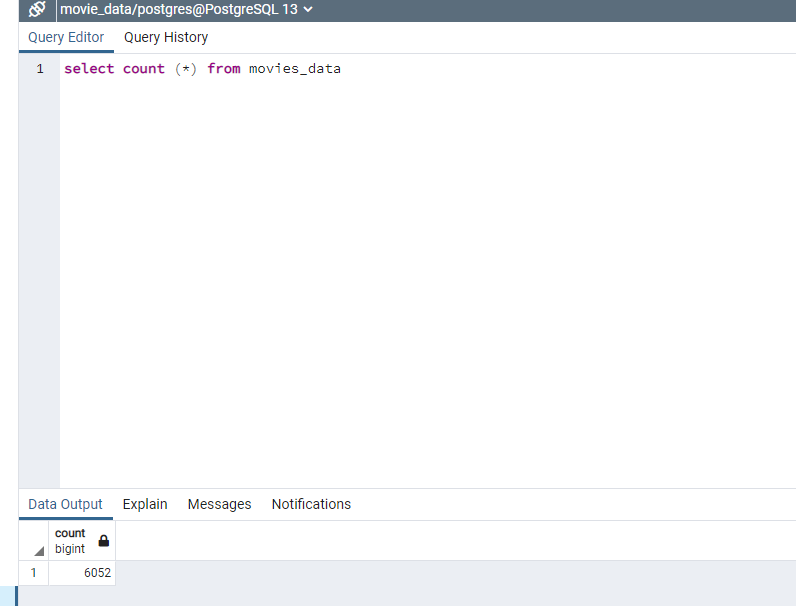 movie_data/postgres@PostgreSQL 13
Query Editor Query History
1 select count (*) from movies_data
Data Output Explain Messages Notifications
count
bigint
1 6052